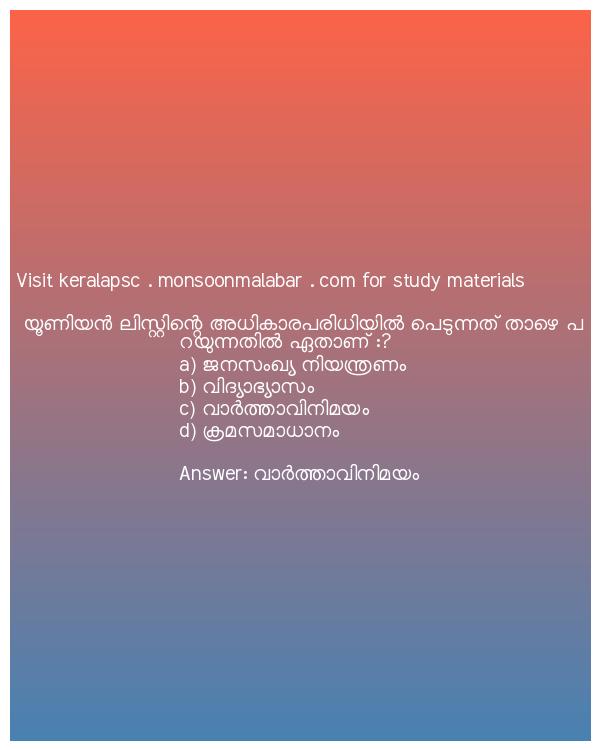 Visit keralapsc . monsoonmalabar . com for study materials
യൂണിയൻ ലിസ്റ്റിന്റെ അധികാരപരിധിയിൽ പെടുന്നത് താഴെ പ
റയുന്നതിൽ ഏതാണ് :?
a) ജനസംഖ്യ നിയന്ത്രണം
b) വിദ്യാഭ്യാസം
c) വാർത്താവിനിമയം
d) ക്രമസമാധാനം
Answer: വാർത്താവിനിമയം